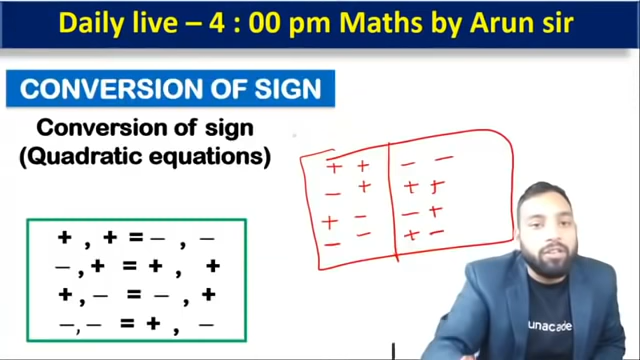 Daily live – 4 : 00 pm Maths by Arun sir
CONVERSION OF SIGN
Conversion of sign
(Quadratic equations)
+ , + = – , –
–, + = + , +
+ , – = – , +
–, – = + , –
+ + | – –
– + | + +
+ – | – +
– – | + –
unacade